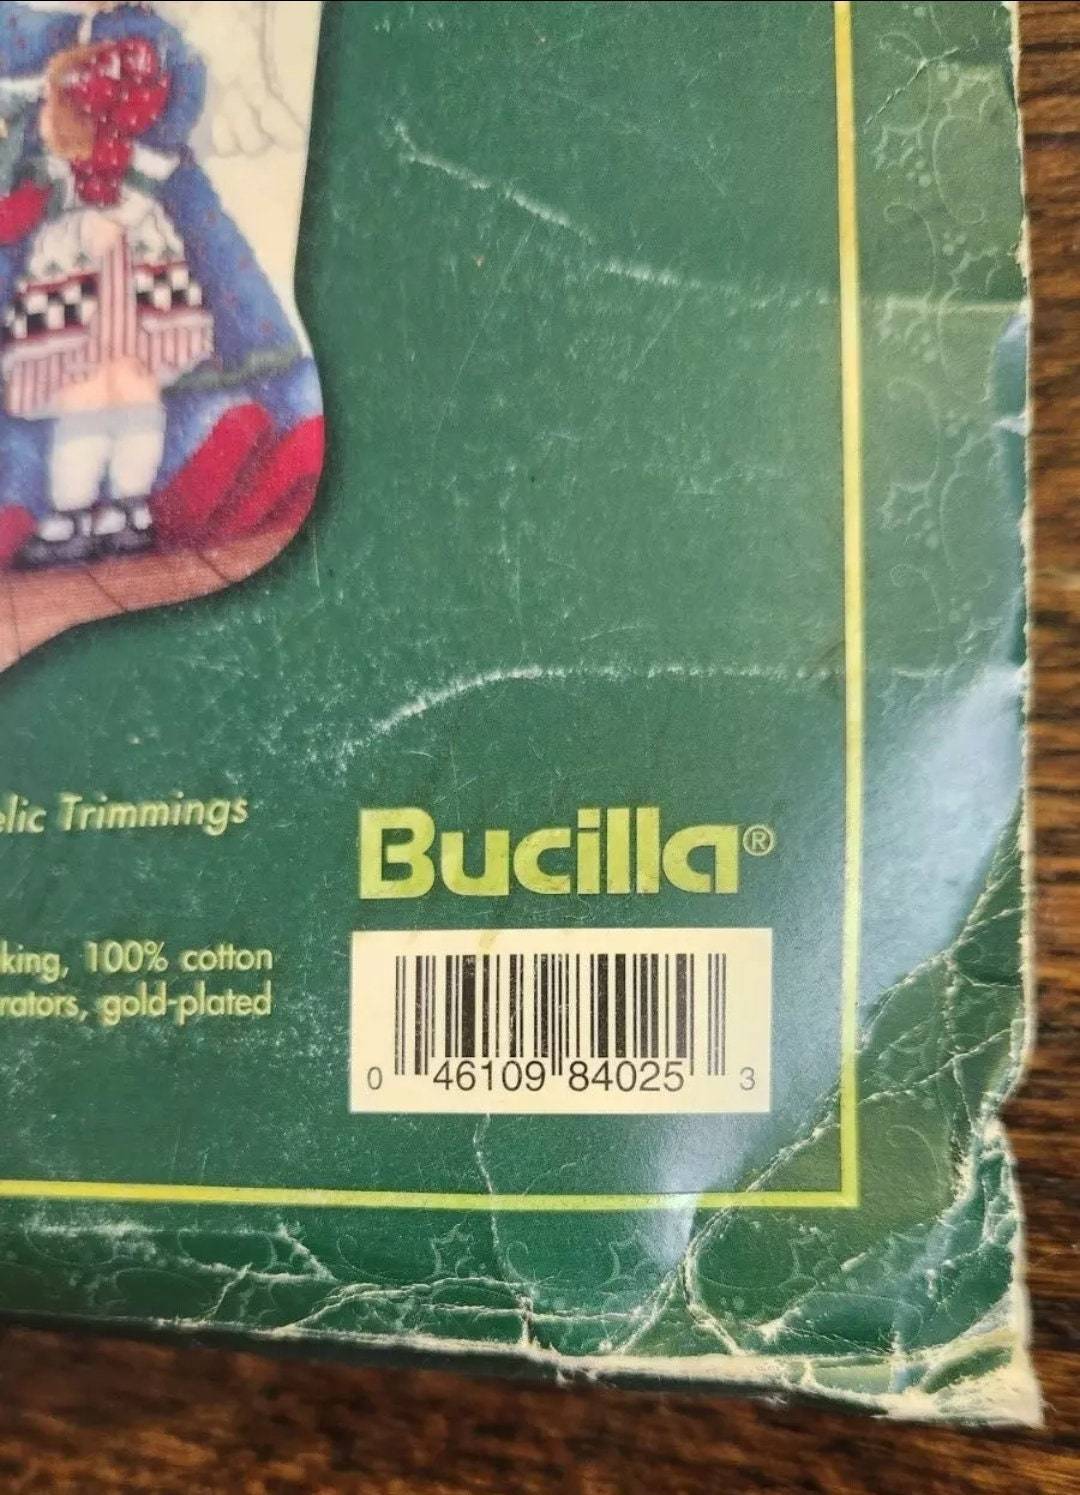 elic Trimmings
Bucilla®
king, 100% cotton
rators, gold-plated
0 46109 84025 3